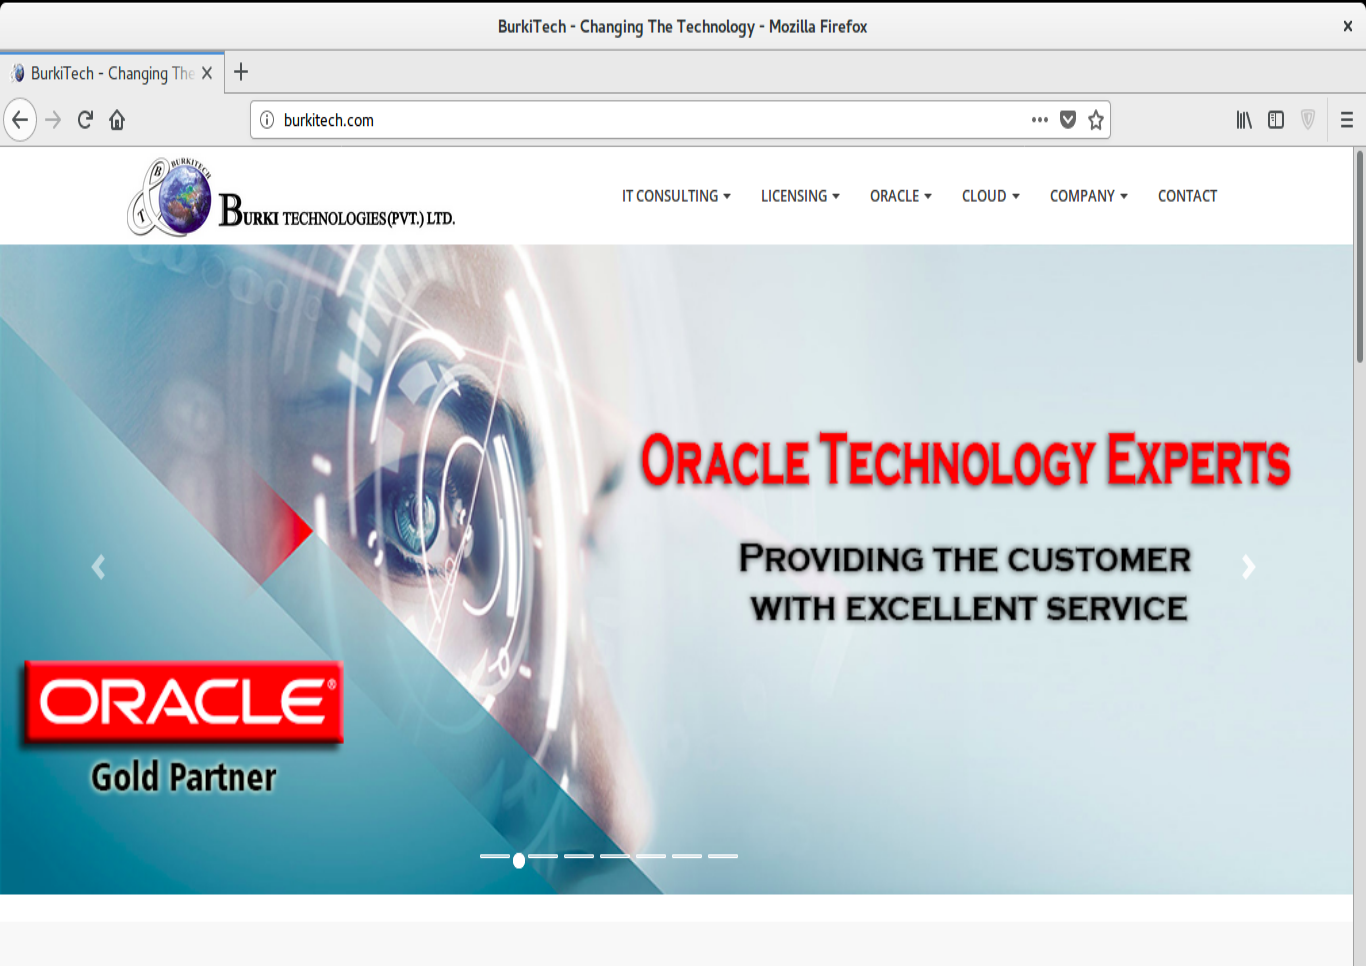 BurkiTech - Changing The Technology - Mozilla Firefox
BurkiTech - Changing The
burkitech.com
B
BURKITECH
T
BURKI TECHNOLOGIES(PVT.) LTD.
IT CONSULTING
LICENSING
ORACLE
CLOUD
COMPANY
CONTACT
ORACLE TECHNOLOGY EXPERTS
PROVIDING THE CUSTOMER
WITH EXCELLENT SERVICE
ORACLE®
Gold Partner